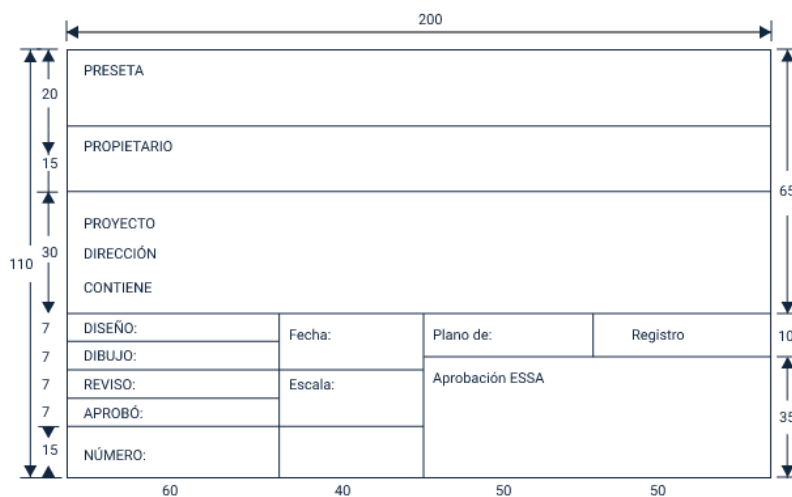 200
PRESETA
20
PROPIETARIO
15
65
PROYECTO
30
DIRECCIÓN
110
CONTIENE
7 DISEÑO: Fecha: Plano de: Registro 10
7 DIBUJO:
7 REVISO: Escala: Aprobación ESSA
7 APROBÓ: 35
15 NÚMERO:
60 40 50 50